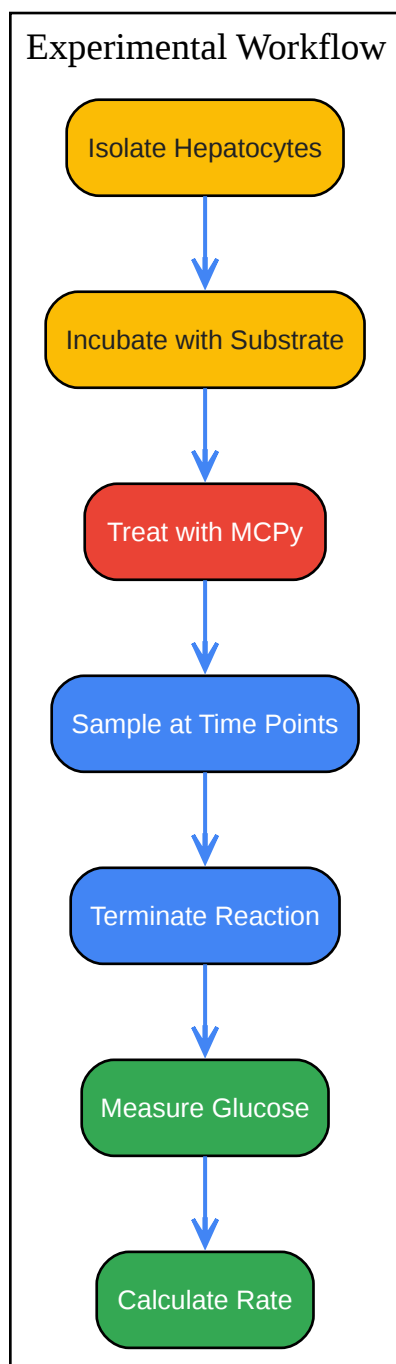 Experimental Workflow
Isolate Hepatocytes
Incubate with Substrate
Treat with MCPy
Sample at Time Points
Terminate Reaction
Measure Glucose
Calculate Rate